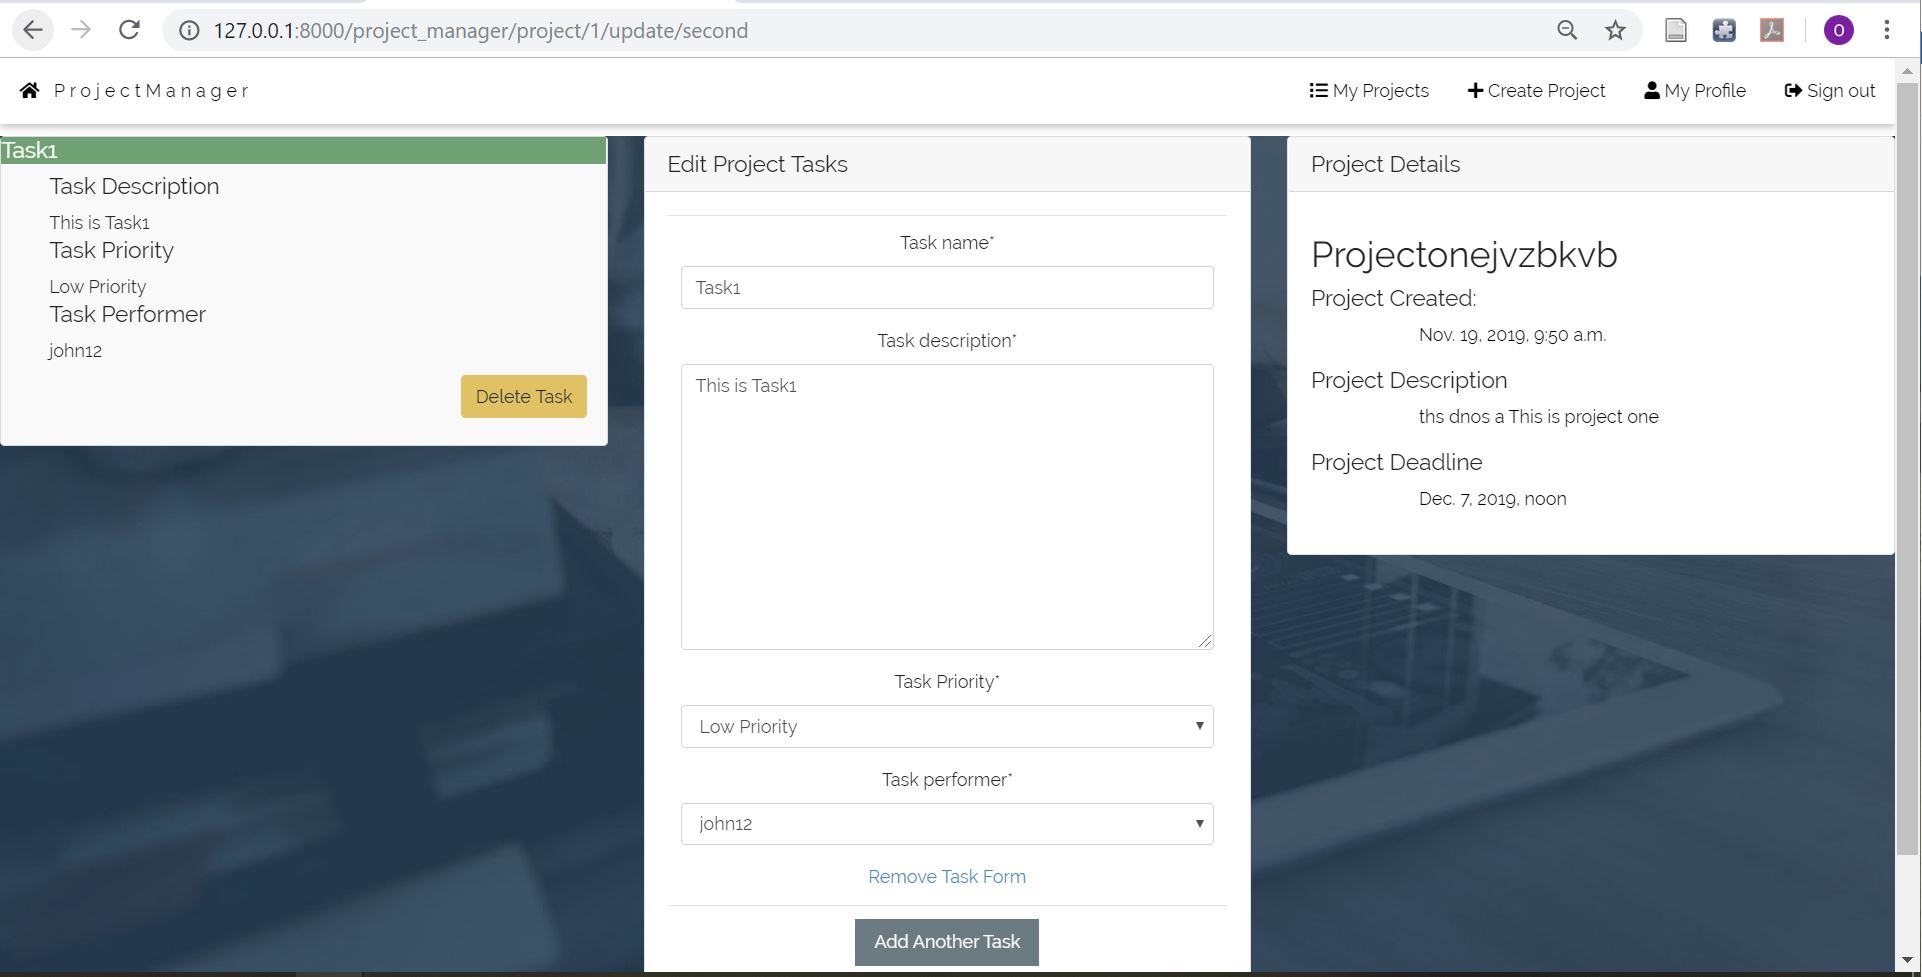 127.0.0.1:8000/project_manager/project/1/update/second
O
ProjectManager
My Projects
Create Project
My Profile
Sign out
Task1
Task Description
This is Task1
Task Priority
Low Priority
Task Performer
john12
Delete Task
Edit Project Tasks
Task name*
Task1
Task description*
This is Task1
Task Priority*
Low Priority
Task performer*
john12
Remove Task Form
Add Another Task
Project Details
Projectonejvzbkvb
Project Created:
Nov. 19, 2019, 9:50 a.m.
Project Description
ths dnos a This is project one
Project Deadline
Dec. 7, 2019, noon